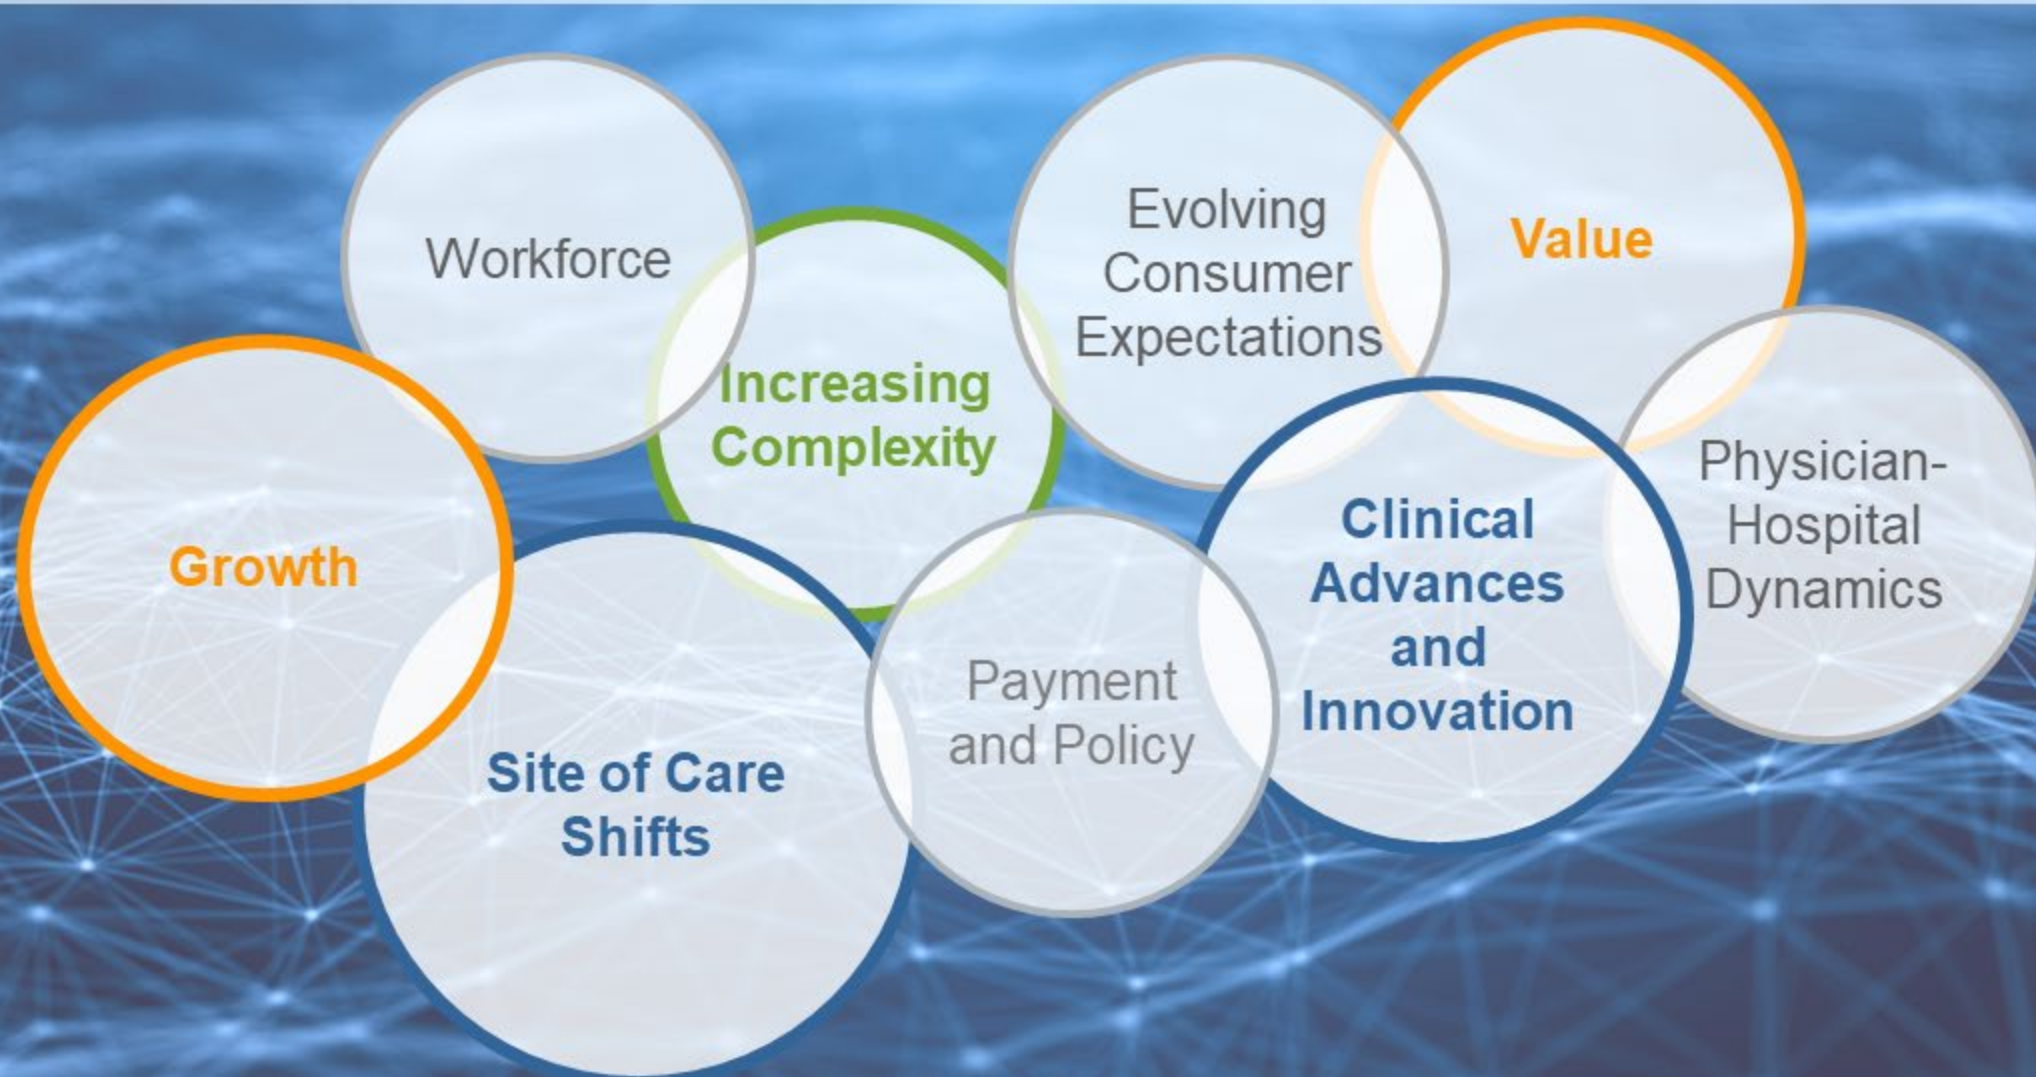 Workforce
Increasing
Complexity
Evolving
Consumer
Expectations
Value
Growth
Site of Care
Shifts
Payment
and Policy
Clinical
Advances
and
Innovation
Physician-
Hospital
Dynamics